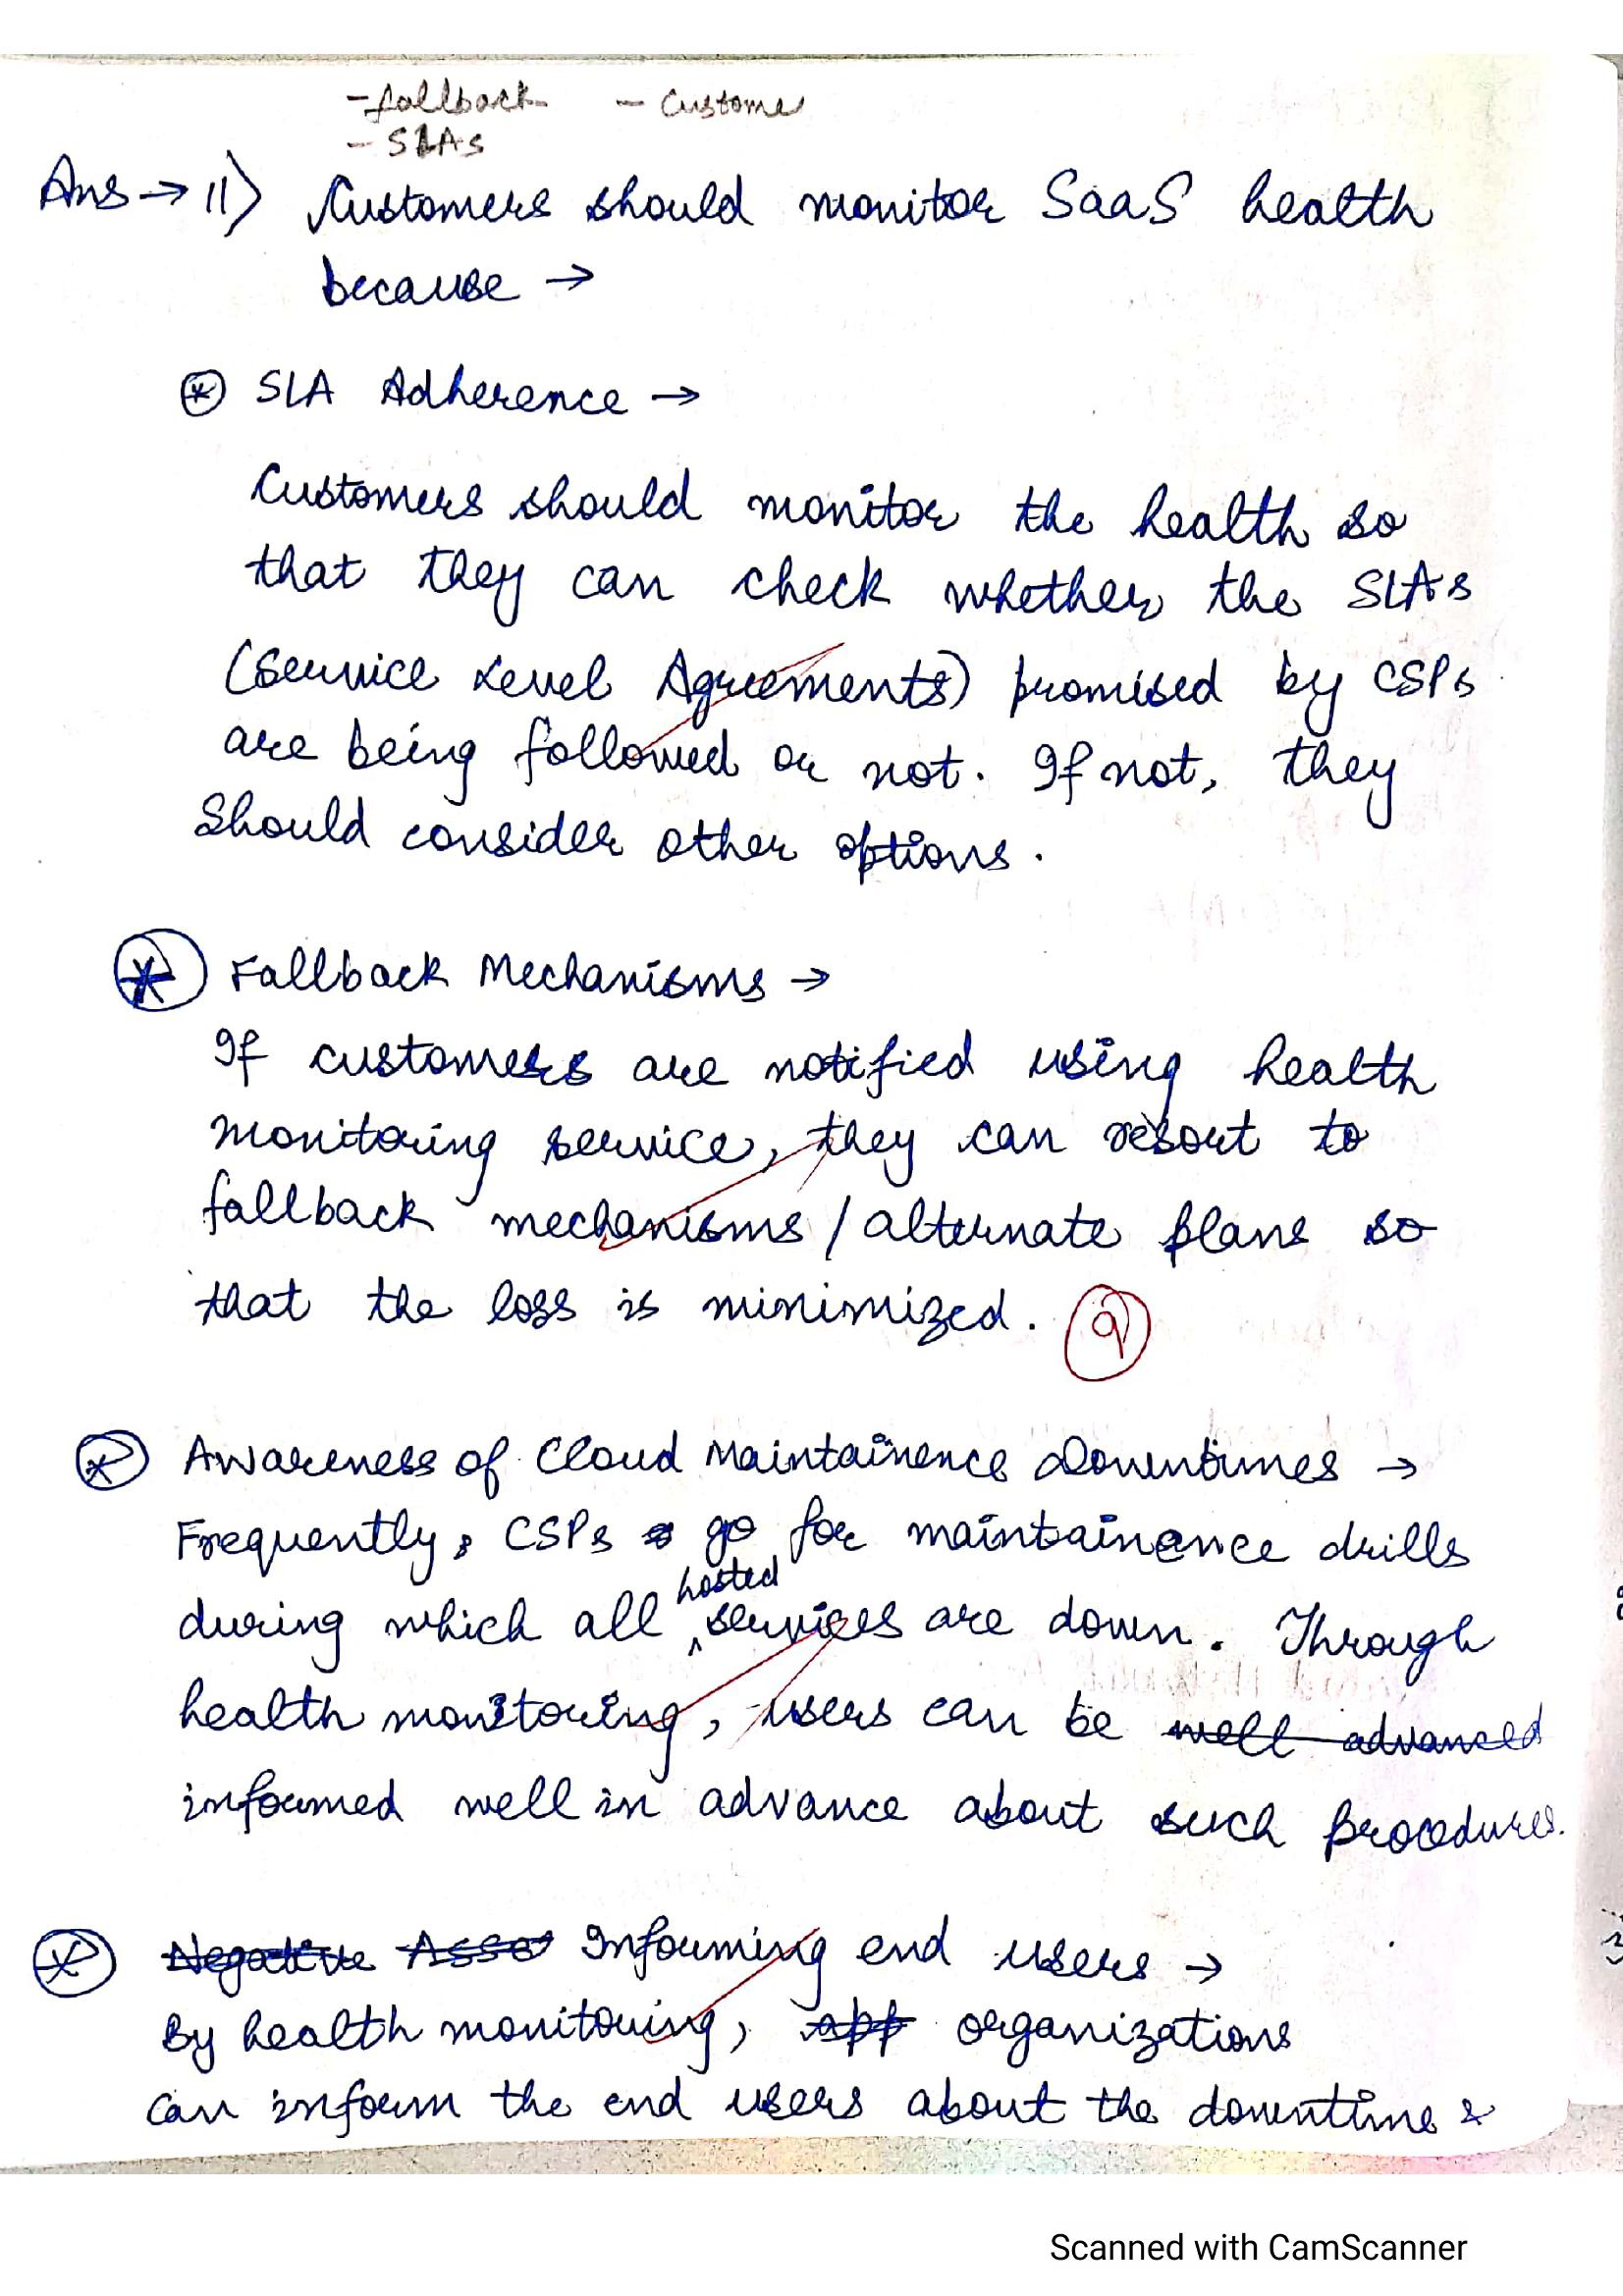 -fallback - Custome
- SLAs
Ans → 11) Customers should monitor SaaS health
because →
* SLA Adherence →
Customers should monitor the health so
that they can check whether the SLAs
(Service Level Agreements) promised by CSPs
are being followed or not. If not, they
should consider other options.
* Fallback Mechanisms →
If customers are notified using health
monitoring service, they can resort to
fallback mechanisms / alternate plans so
that the loss is minimized. 9
* Awareness of Cloud Maintainence Downtimes →
Frequently, CSPs go for maintainence drills
hosted
during which all ^ services are down. Through
health monitoring, users can be well advanced
informed well in advance about such procedures.
* Negative Asse Informing end users →
By health monitoring, app organizations
can inform the end users about the downtime &
Scanned with CamScanner